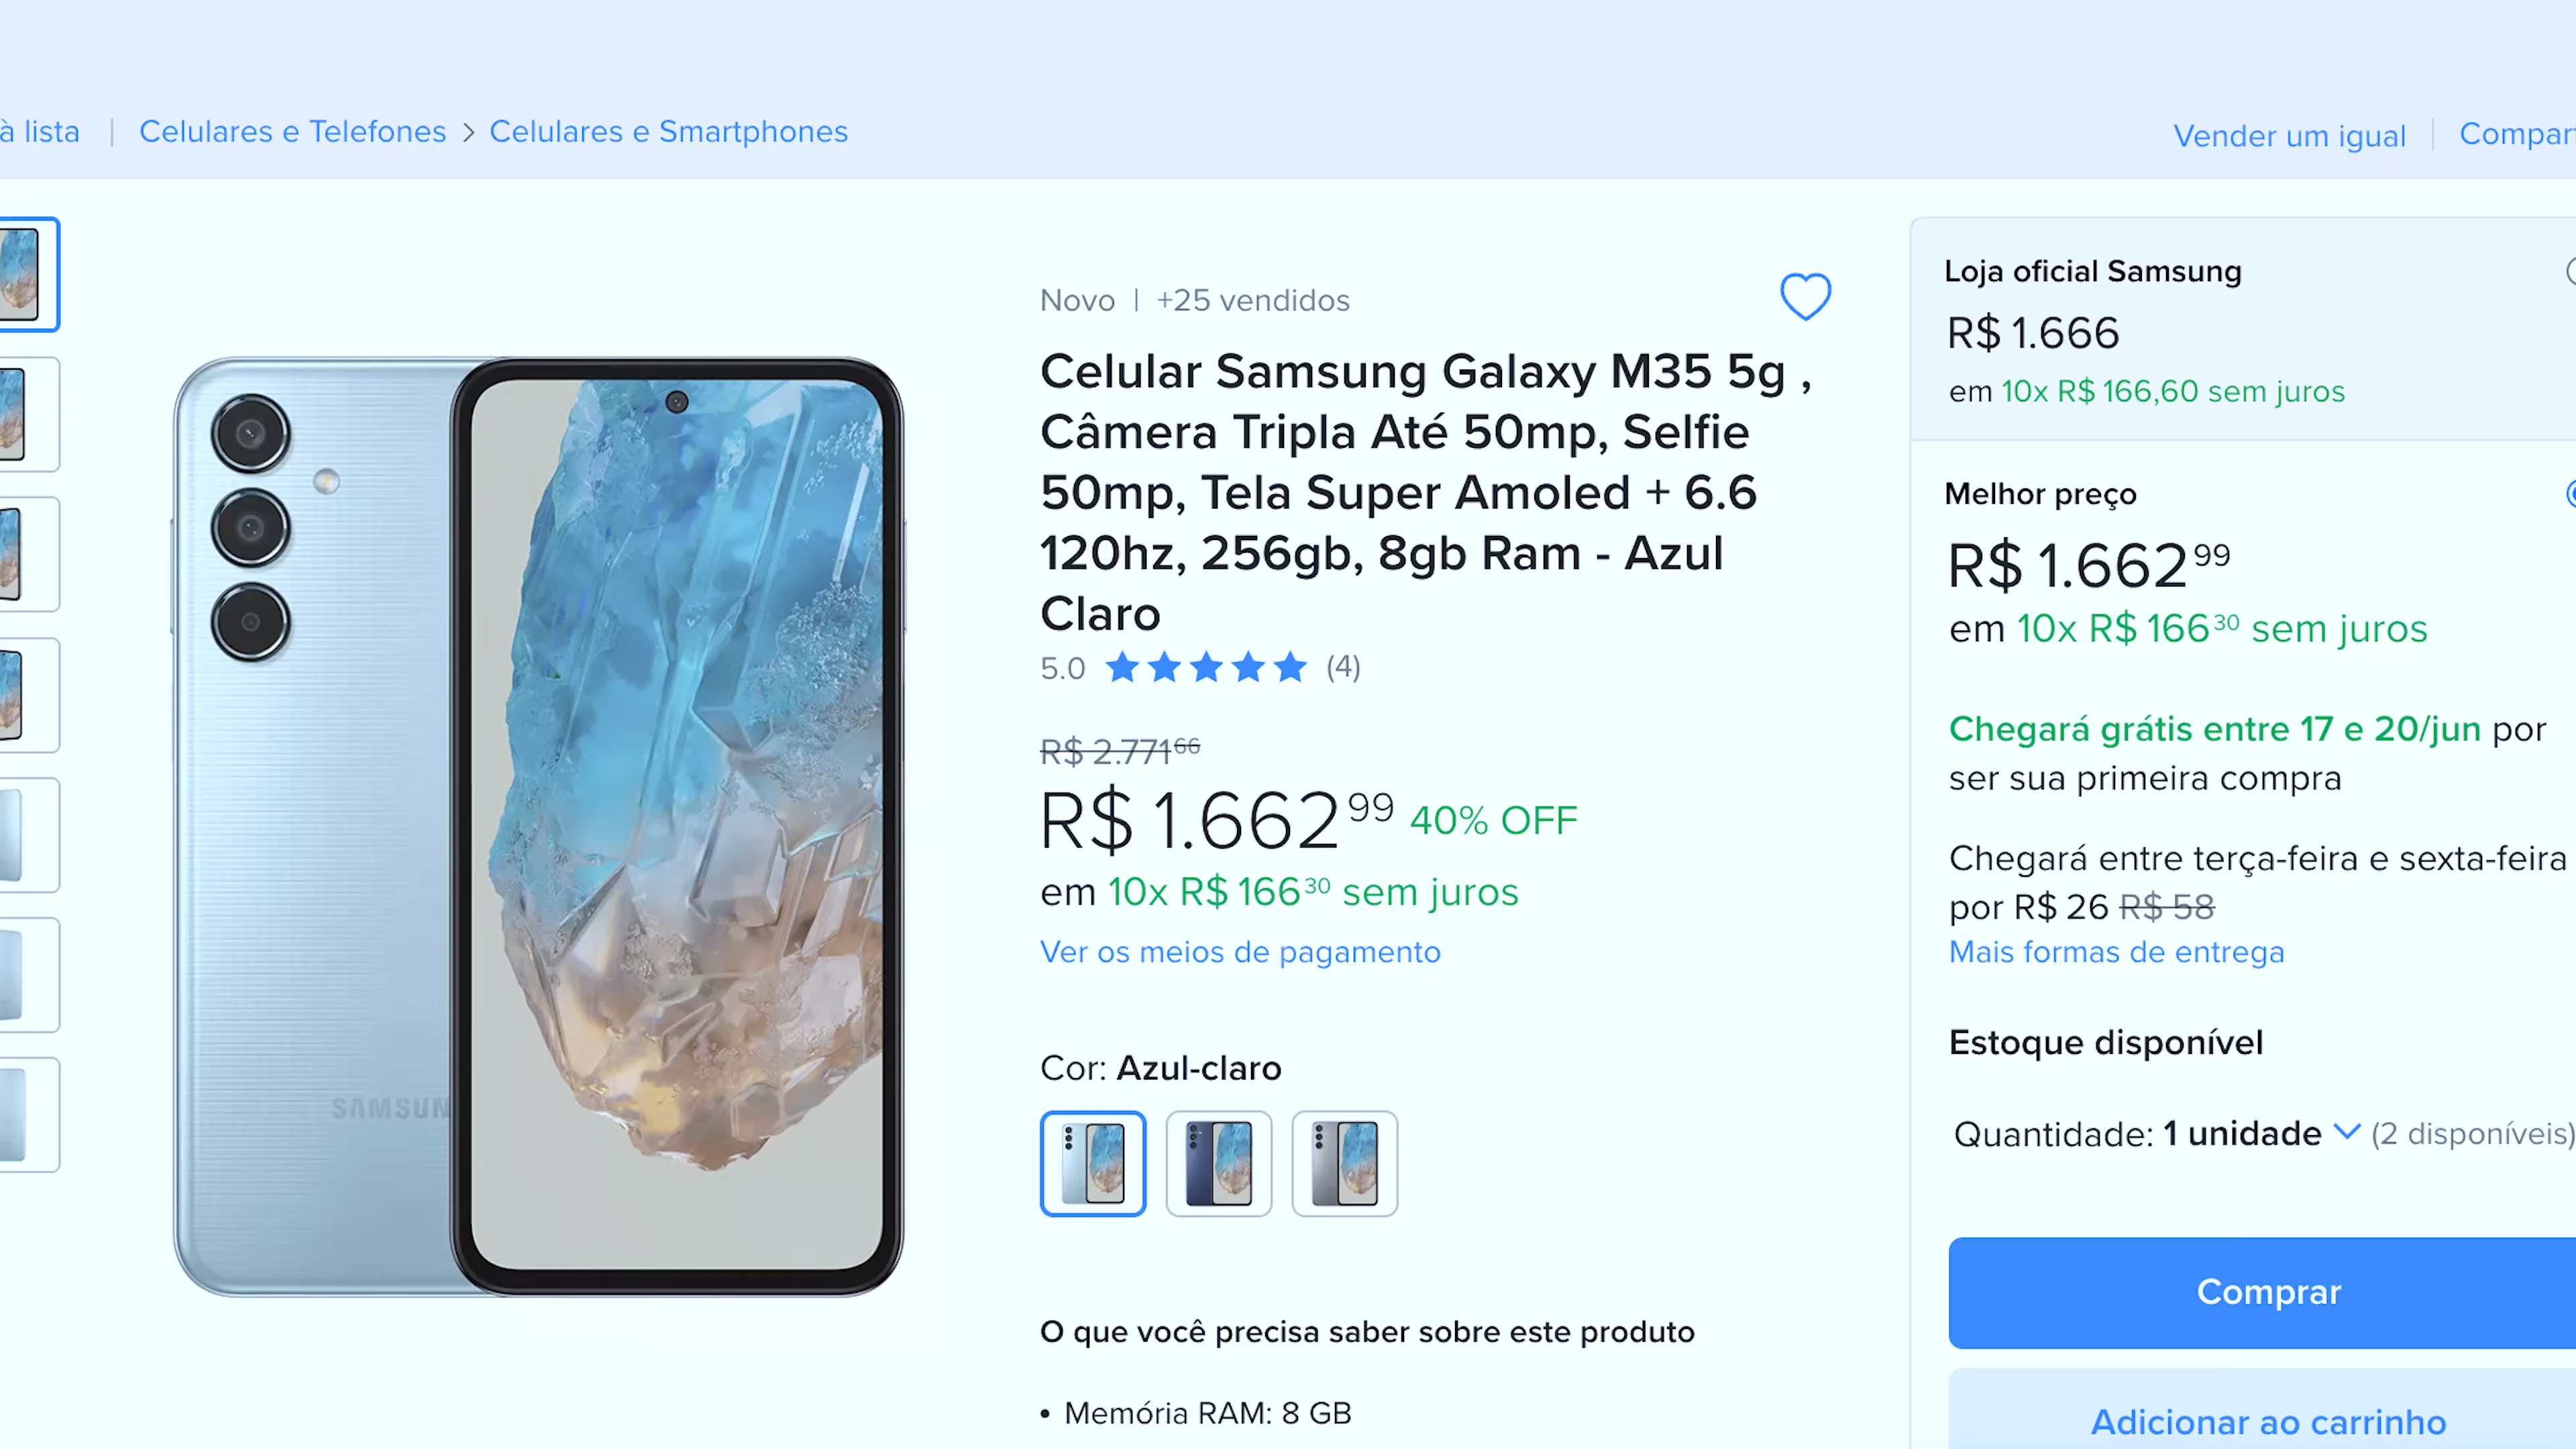 à lista | Celulares e Telefones > Celulares e Smartphones
Vender um igual
Novo | +25 vendidos
Celular Samsung Galaxy M35 5g ,
Câmera Tripla Até 50mp, Selfie
50mp, Tela Super Amoled + 6.6
120hz, 256gb, 8gb Ram - Azul
Claro
5.0 (4)
R$ 2.771 66
R$ 1.662 99 40% OFF
em 10x R$ 166 30 sem juros
Ver os meios de pagamento
Cor: Azul-claro
O que você precisa saber sobre este produto
• Memória RAM: 8 GB
Loja oficial Samsung
R$ 1.666
em 10x R$ 166,60 sem juros
Melhor preço
R$ 1.662 99
em 10x R$ 166 30 sem juros
Chegará grátis entre 17 e 20/jun por
ser sua primeira compra
Chegará entre terça-feira e sexta-feira
por R$ 26 R$ 58
Mais formas de entrega
Estoque disponível
Quantidade: 1 unidade (2 disponíveis)
Comprar
Adicionar ao carrinho